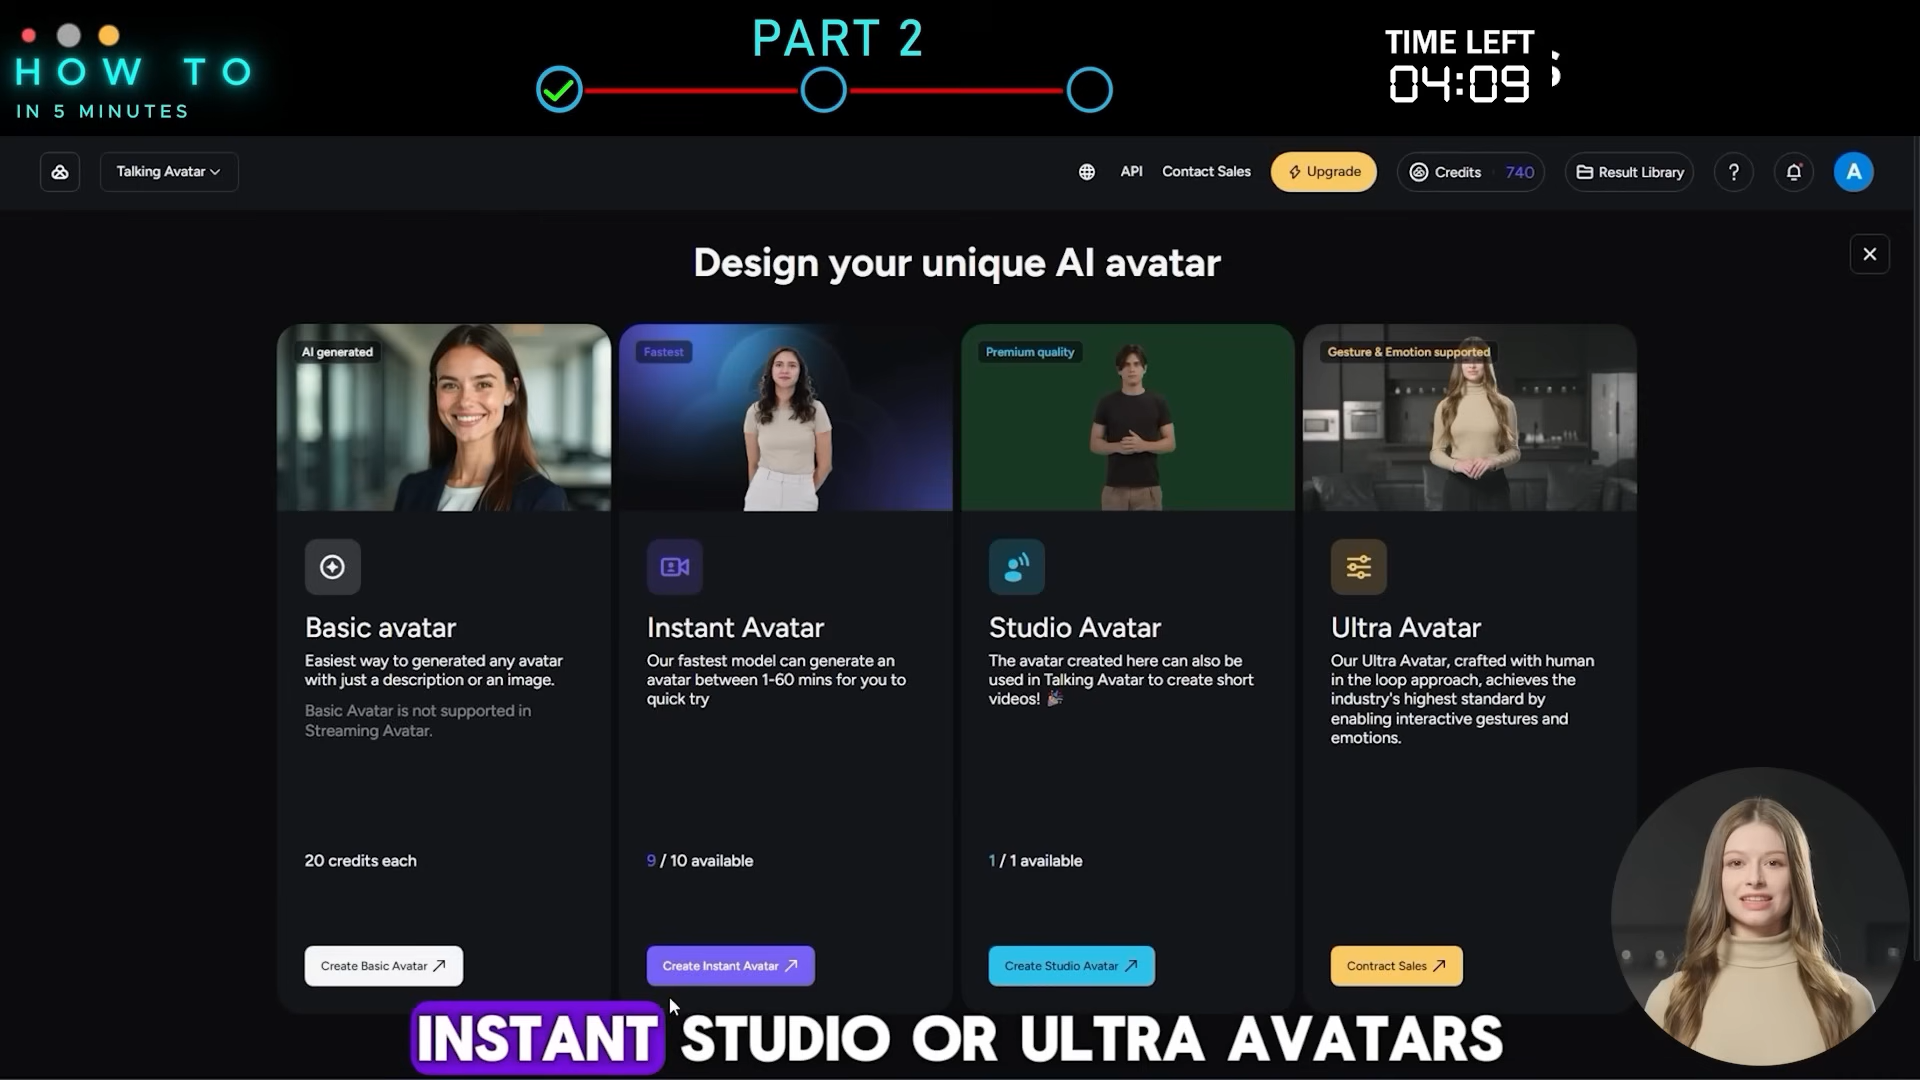 HOW TO
IN 5 MINUTES
PART 2
TIME LEFT
04:09
Talking Avatar
API
Contact Sales
Upgrade
Credits 740
Result Library
?
A
Design your unique AI avatar
AI generated
Basic avatar
Easiest way to generated any avatar
with just a description or an image.
Basic Avatar is not supported in
Streaming Avatar.
20 credits each
Create Basic Avatar
Fastest
Instant Avatar
Our fastest model can generate an
avatar between 1-60 mins for you to
quick try
9 / 10 available
Create Instant Avatar
Premium quality
Studio Avatar
The avatar created here can also be
used in Talking Avatar to create short
videos! 🎉
1 / 1 available
Create Studio Avatar
Gesture & Emotion supported
Ultra Avatar
Our Ultra Avatar, crafted with human
in the loop approach, achieves the
industry's highest standard by
enabling interactive gestures and
emotions.
Contract Sales
INSTANT STUDIO OR ULTRA AVATARS